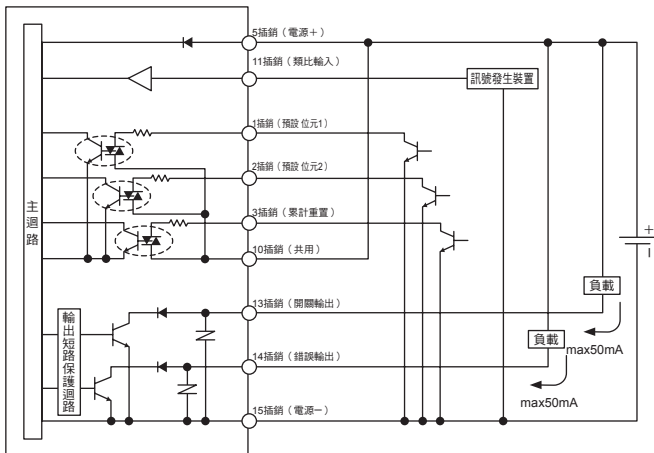 5插銷（電源＋）
11插銷（類比輸入）
訊號發生裝置
1插銷（預設 位元1）
2插銷（預設 位元2）
3插銷（累計重置）
10插銷（共用）
主迴路
＋
−
負載
13插銷（開關輸出）
輸出短路保護迴路
負載
max50mA
14插銷（錯誤輸出）
max50mA
15插銷（電源−）